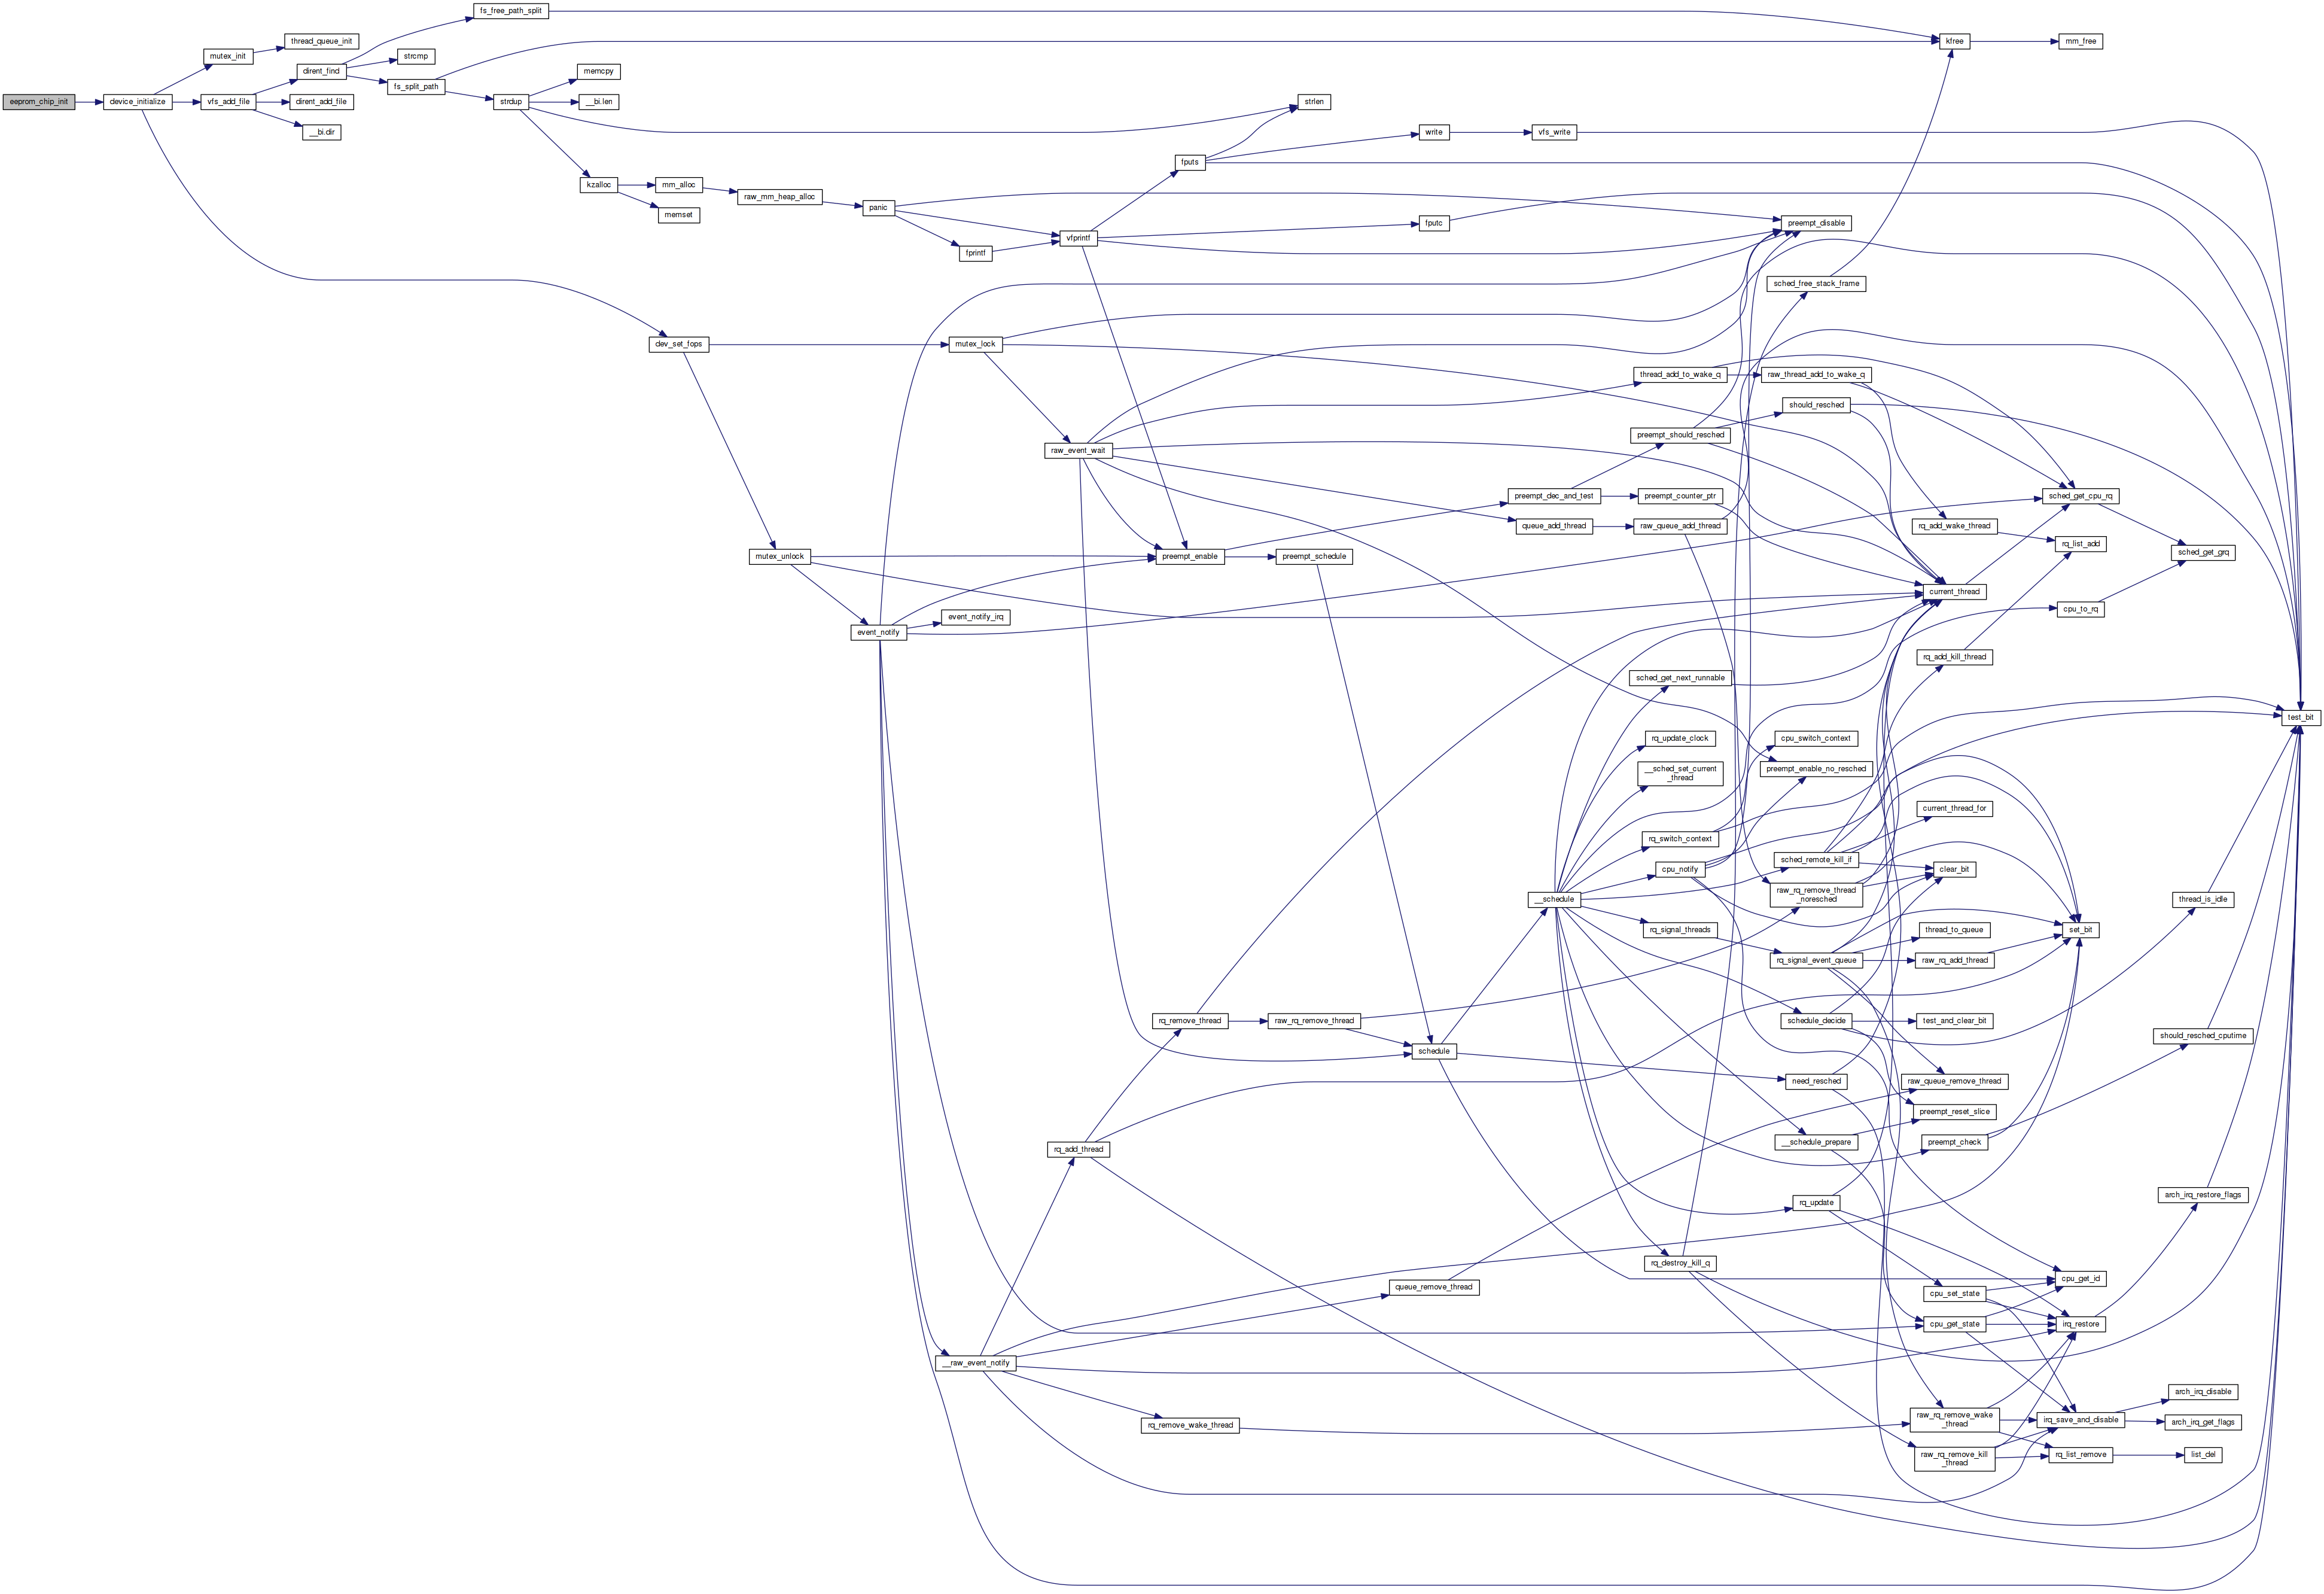 fs_free_path_split
thread_queue_init
kfree
mm_free
mutex_init
strcmp
dirent_find
memcpy
fs_split_path
eeprom_chip_init
device_initialize
vfs_add_file
dirent_add_file
strdup
__bi.len
strlen
__bi.dir
write
vfs_write
fputs
kzalloc
mm_alloc
raw_mm_heap_alloc
memset
panic
preempt_disable
fputc
vfprintf
fprintf
sched_free_stack_frame
dev_set_fops
mutex_lock
thread_add_to_wake_q
raw_thread_add_to_wake_q
should_resched
preempt_should_resched
raw_event_wait
preempt_dec_and_test
preempt_counter_ptr
sched_get_cpu_rq
queue_add_thread
raw_queue_add_thread
rq_add_wake_thread
rq_list_add
sched_get_grq
mutex_unlock
preempt_enable
preempt_schedule
current_thread
cpu_to_rq
event_notify_irq
event_notify
rq_add_kill_thread
sched_get_next_runnable
test_bit
rq_update_clock
cpu_switch_context
__sched_set_current
_thread
preempt_enable_no_resched
current_thread_for
rq_switch_context
sched_remote_kill_if
cpu_notify
clear_bit
raw_rq_remove_thread
_noresched
__schedule
thread_is_idle
rq_signal_threads
thread_to_queue
set_bit
rq_signal_event_queue
raw_rq_add_thread
rq_remove_thread
raw_rq_remove_thread
schedule_decide
test_and_clear_bit
should_resched_cputime
schedule
need_resched
raw_queue_remove_thread
preempt_reset_slice
rq_add_thread
__schedule_prepare
preempt_check
arch_irq_restore_flags
rq_update
rq_destroy_kill_q
cpu_get_id
queue_remove_thread
cpu_set_state
cpu_get_state
irq_restore
__raw_event_notify
arch_irq_disable
rq_remove_wake_thread
raw_rq_remove_wake
_thread
irq_save_and_disable
arch_irq_get_flags
raw_rq_remove_kill
_thread
rq_list_remove
list_del